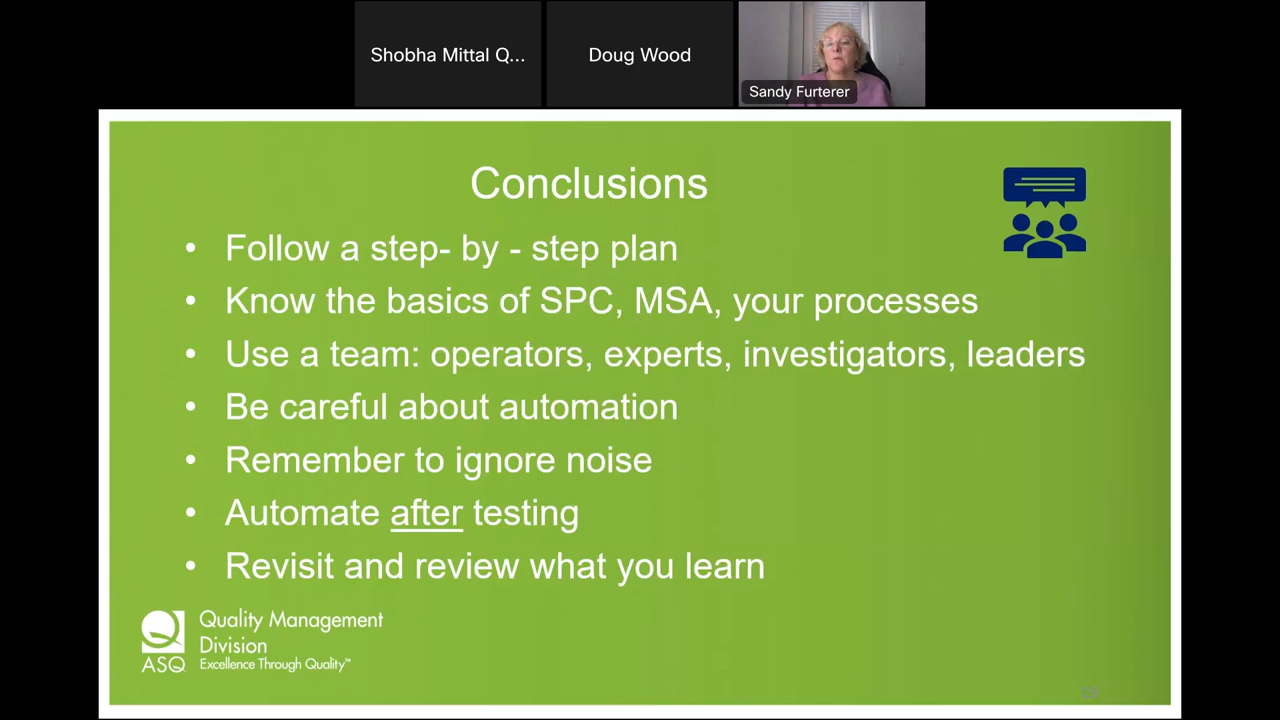 Shobha Mittal Q...
Doug Wood
Sandy Furterer
Conclusions
• Follow a step- by - step plan
• Know the basics of SPC, MSA, your processes
• Use a team: operators, experts, investigators, leaders
• Be careful about automation
• Remember to ignore noise
• Automate after testing
• Revisit and review what you learn
Quality Management
Division
ASQ Excellence Through Quality™